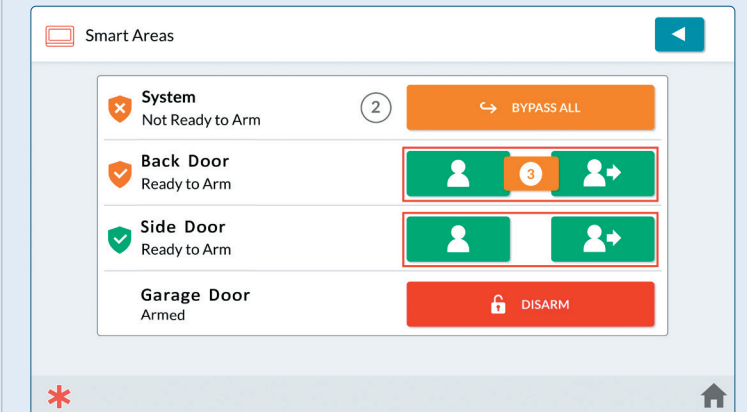 Smart Areas
System
Not Ready to Arm
2
BYPASS ALL
Back Door
Ready to Arm
3
Side Door
Ready to Arm
Garage Door
Armed
DISARM